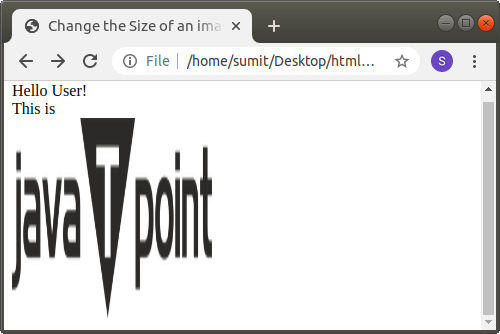 Change the Size of an ima
File | /home/sumit/Desktop/html...
S
Hello User!
This is
java T point